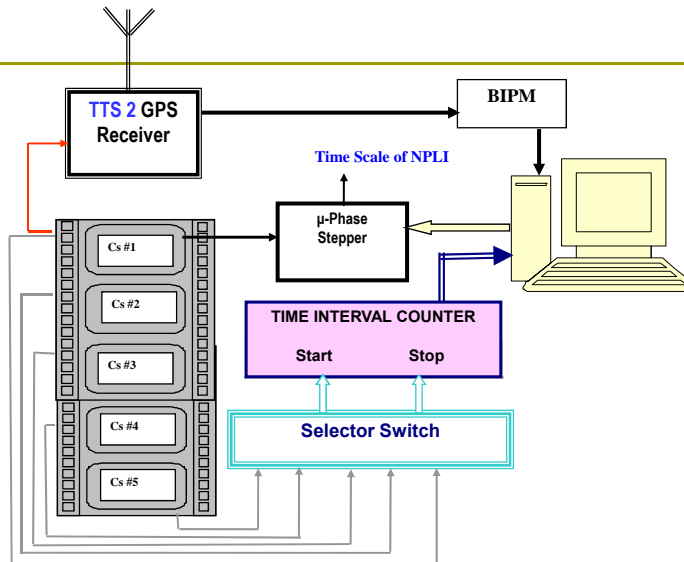 TTS 2 GPS
Receiver
BIPM
Time Scale of NPLI
µ-Phase
Stepper
Cs #1
Cs #2
Cs #3
Cs #4
Cs #5
TIME INTERVAL COUNTER
Start Stop
Selector Switch